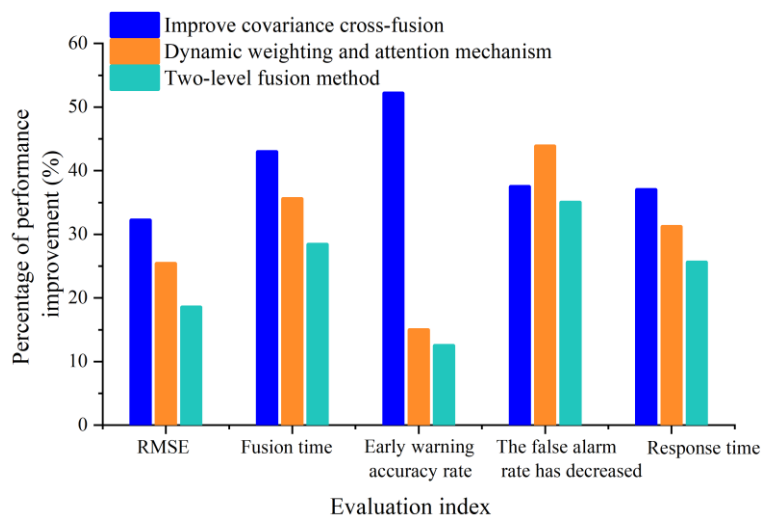 Improve covariance cross-fusion
Dynamic weighting and attention mechanism
Two-level fusion method
Percentage of performance
improvement (%)
60
50
40
30
20
10
0
RMSE
Fusion time
Early warning
accuracy rate
The false alarm
rate has decreased
Response time
Evaluation index